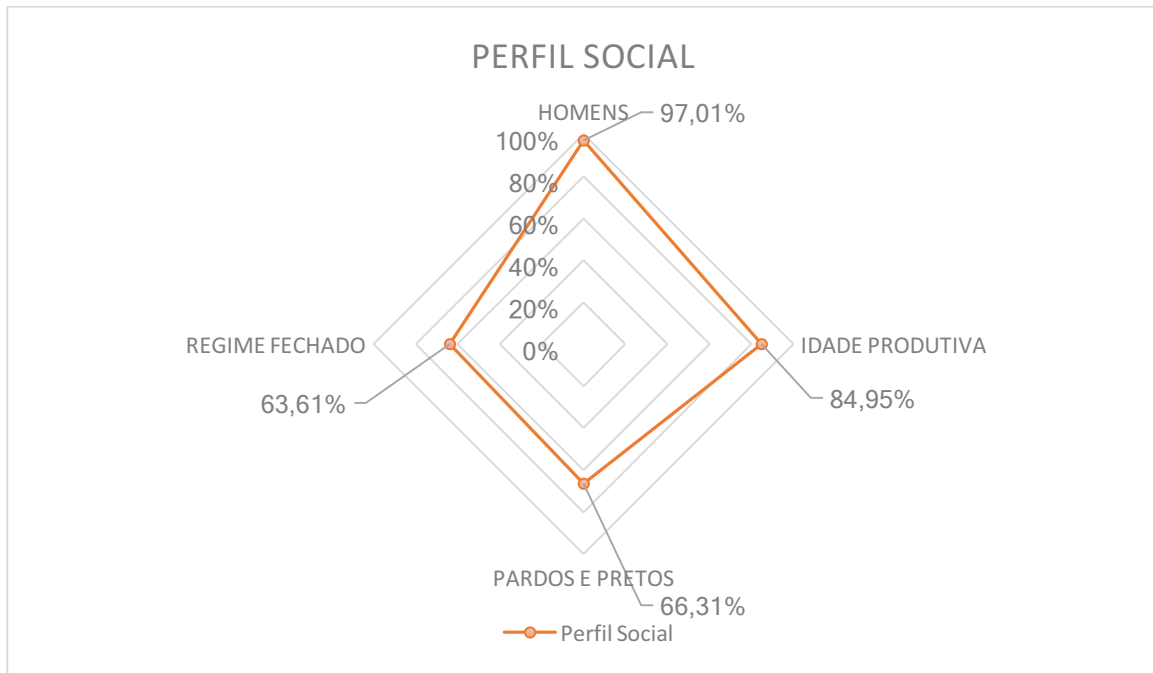 PERFIL SOCIAL
HOMENS
97,01%
100%
80%
60%
40%
20%
0%
REGIME FECHADO
IDADE PRODUTIVA
63,61%
84,95%
PARDOS E PRETOS
66,31%
Perfil Social